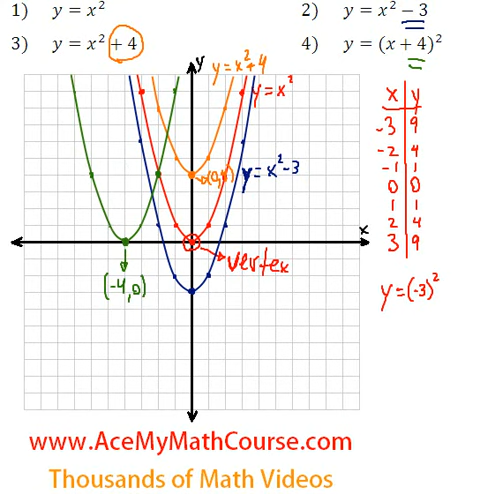 1) y = x² 2) y = x² − 3
3) y = x² + 4 4) y = (x + 4)²
y = x² + 4
y
y = x²
x y
-3 9
-2 4
-1 1
0 0
1 1
2 4
3 9
y = x² - 3
x
vertex
(-4,0)
y = (-3)²
www.AceMyMathCourse.com
Thousands of Math Videos